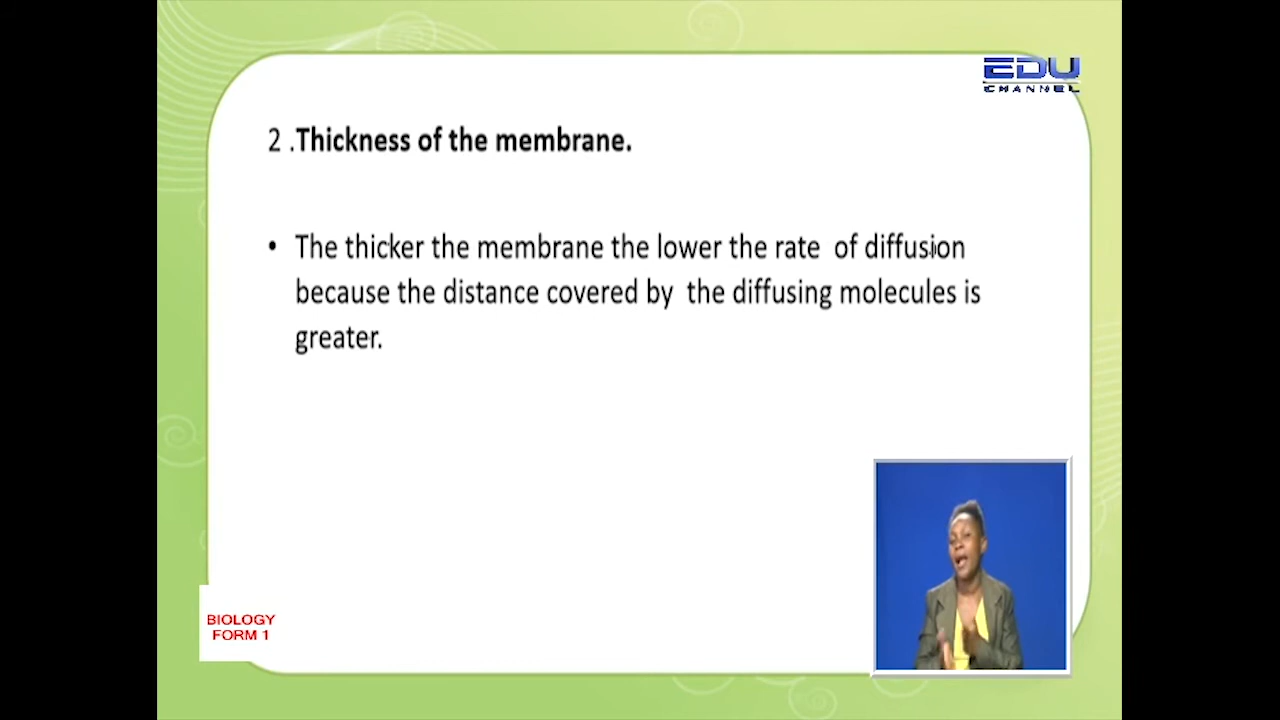 EDU
CHANNEL
2 .Thickness of the membrane.
• The thicker the membrane the lower the rate of diffusion
because the distance covered by the diffusing molecules is
greater.
BIOLOGY
FORM 1